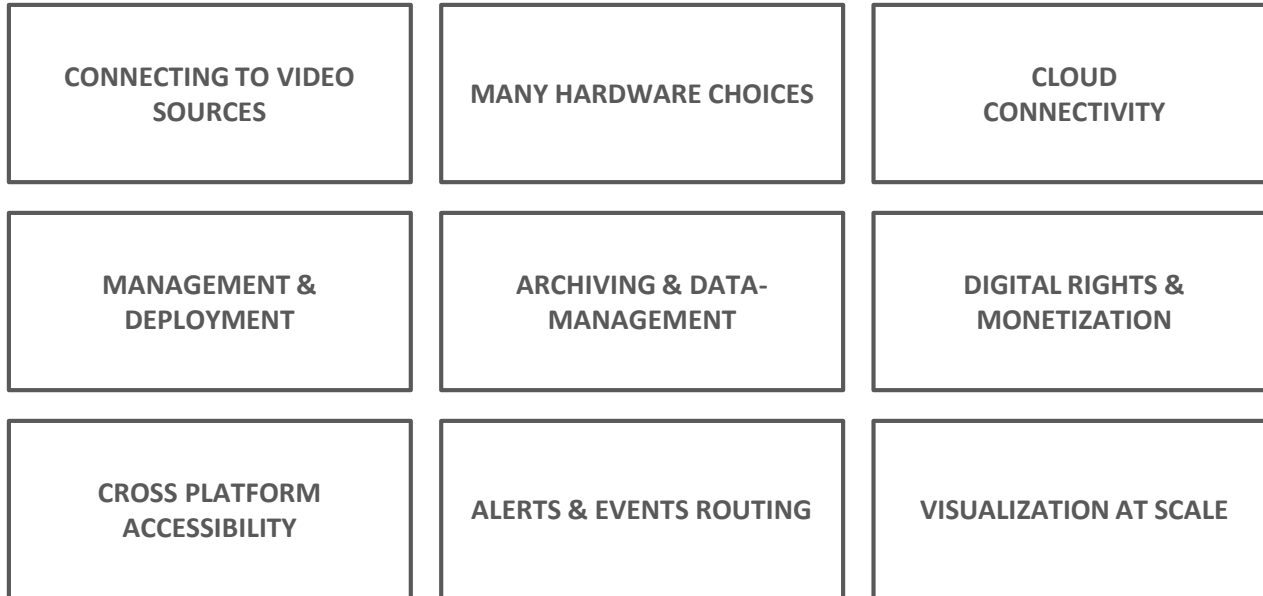 CONNECTING TO VIDEO
SOURCES
MANY HARDWARE CHOICES
CLOUD
CONNECTIVITY
MANAGEMENT &
DEPLOYMENT
ARCHIVING & DATA-
MANAGEMENT
DIGITAL RIGHTS &
MONETIZATION
CROSS PLATFORM
ACCESSIBILITY
ALERTS & EVENTS ROUTING
VISUALIZATION AT SCALE